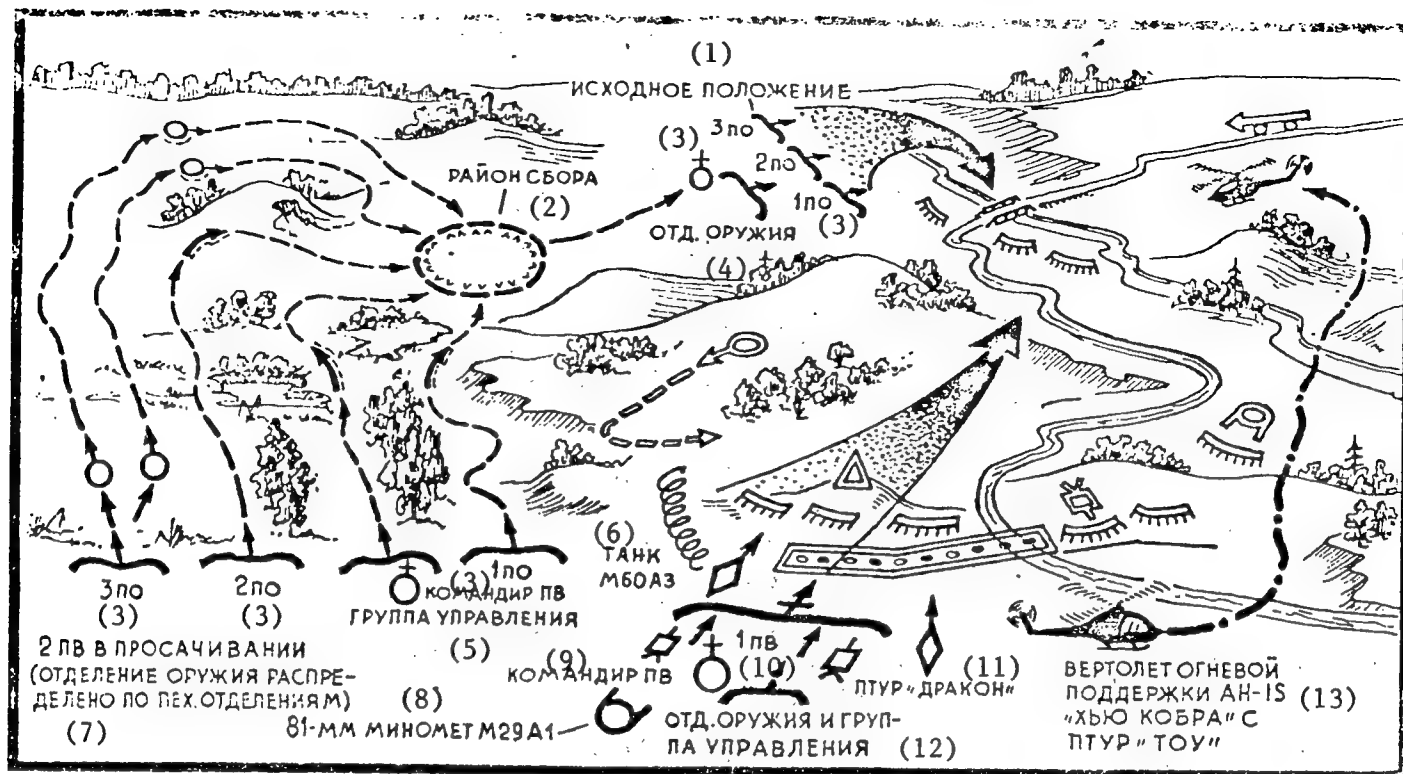 (1)
ИСХОДНОЕ ПОЛОЖЕНИЕ
3ПО
(3)
2ПО
РАЙОН СБОРА
(2)
1ПО
(3)
ОТД. ОРУЖИЯ
(4)
(6)
ТАНК
М60А3
3ПО
(3)
2ПО
(3)
(3)
1ПО
КОМАНДИР ПВ
ГРУППА УПРАВЛЕНИЯ
(5)
2 ПВ В ПРОСАЧИВАНИИ
(ОТДЕЛЕНИЕ ОРУЖИЯ РАСПРЕ-
ДЕЛЕНО ПО ПЕХ. ОТДЕЛЕНИЯМ)
(7)
(8)
81-ММ МИНОМЕТ М29А1
(9)
КОМАНДИР ПВ
1ПВ
(10)
(11)
ПТУР "ДРАКОН"
ОТД. ОРУЖИЯ И ГРУП-
ПА УПРАВЛЕНИЯ
(12)
ВЕРТОЛЕТ ОГНЕВОЙ
ПОДДЕРЖКИ АН-1S
(13)
"ХЬЮ КОБРА" С
ПТУР "ТОУ"